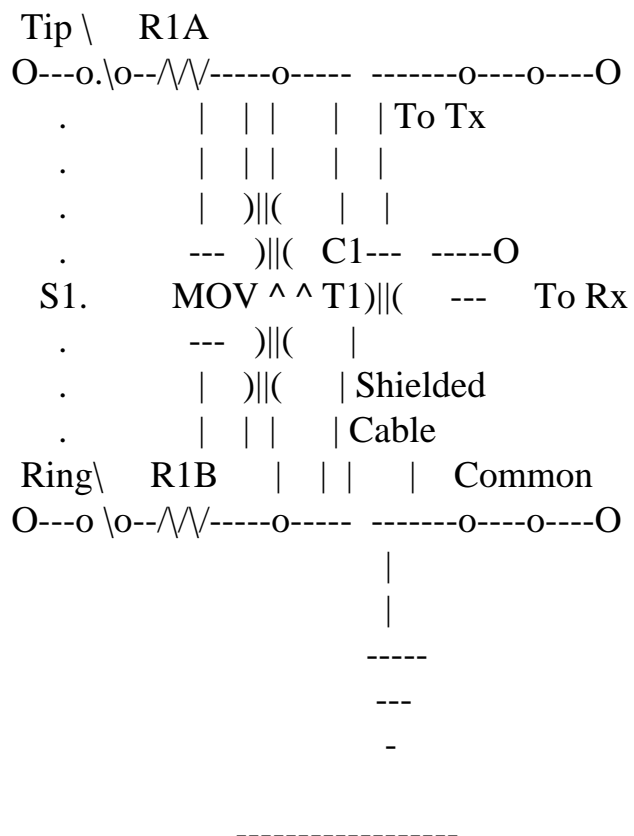 Tip \ R1A
O---o.\o--/\/\/-----o----- -------o----o----O
. | | | | | To Tx
. | | | | |
. | )||( | |
. --- )||( C1--- -----O
S1. MOV ^ ^ T1)||( --- To Rx
. --- )||( |
. | )||( | Shielded
. | | | | Cable
Ring\ R1B | | | | Common
O---o \o--/\/\/-----o----- -------o----o----O
|
|
-----
---
-
------------------